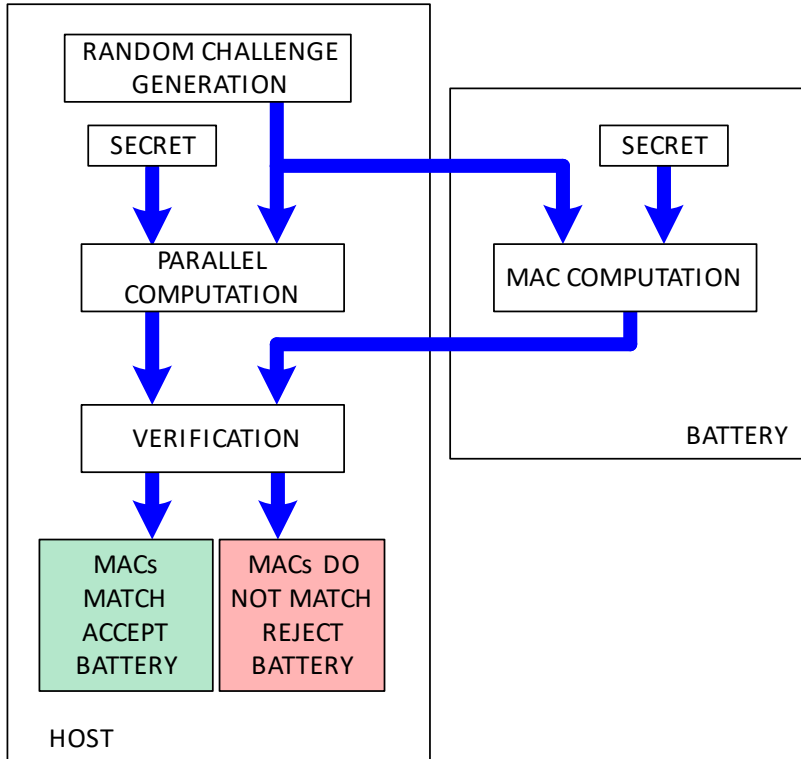 RANDOM CHALLENGE
GENERATION
SECRET
SECRET
PARALLEL
COMPUTATION
MAC COMPUTATION
VERIFICATION
BATTERY
MACs
MATCH
ACCEPT
BATTERY
MACs DO
NOT MATCH
REJECT
BATTERY
HOST